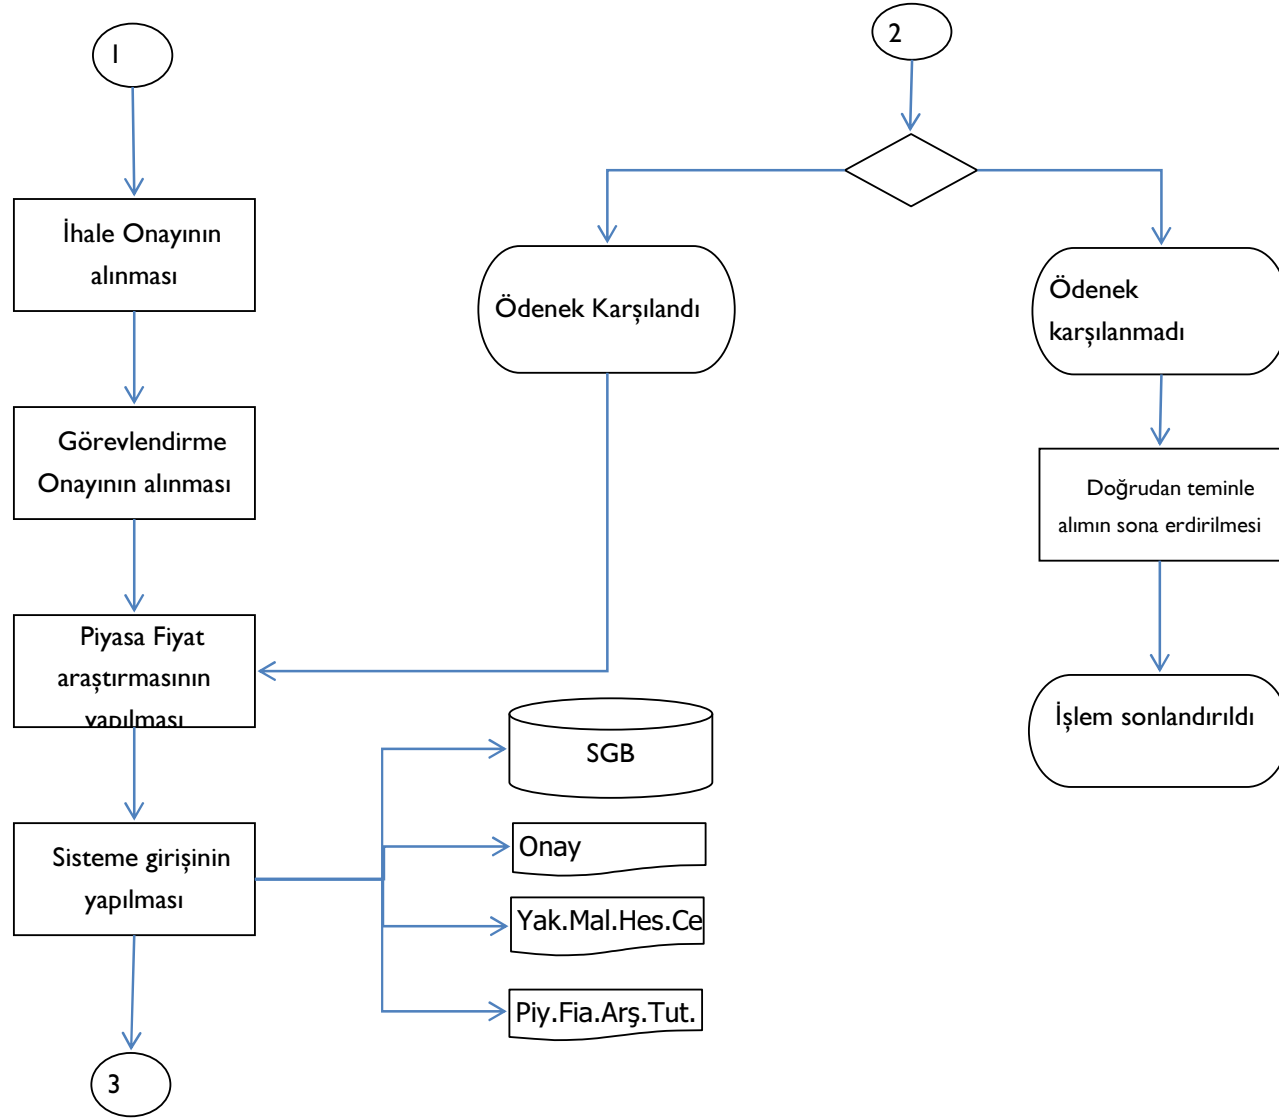 1
2
İhale Onayının
alınması
Ödenek Karşılandı
Ödenek
karşılanmadı
Görevlendirme
Onayının alınması
Doğrudan teminle
alımın sona erdirilmesi
Piyasa Fiyat
araştırmasının
yapılması
İşlem sonlandırıldı
SGB
Sisteme girişinin
yapılması
Onay
Yak.Mal.Hes.Ce
Piy.Fia.Arş.Tut.
3